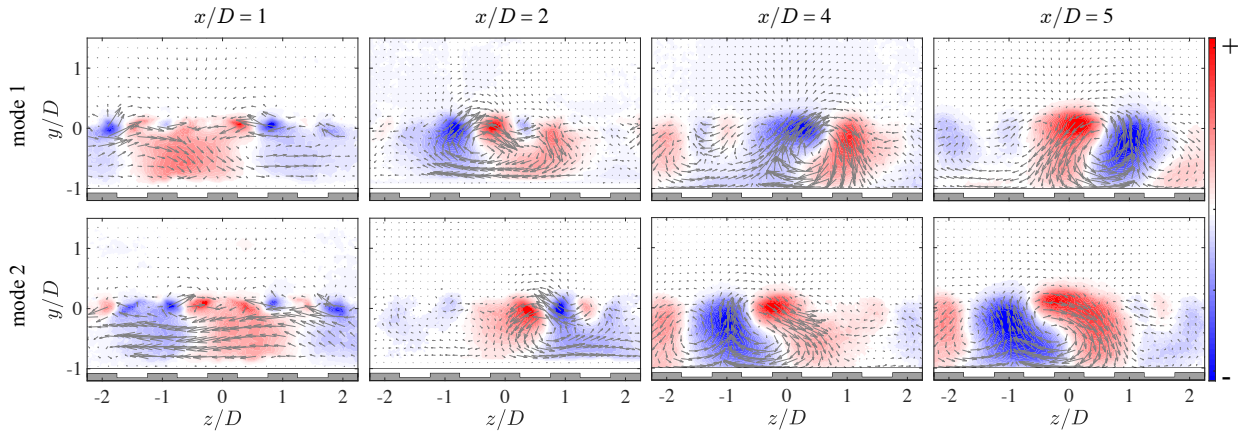 x/D = 1 x/D = 2 x/D = 4 x/D = 5
mode 1
y/D
1
0
-1
+
mode 2
y/D
1
0
-1
-
-2 -1 0 1 2 -2 -1 0 1 2 -2 -1 0 1 2 -2 -1 0 1 2
z/D z/D z/D z/D